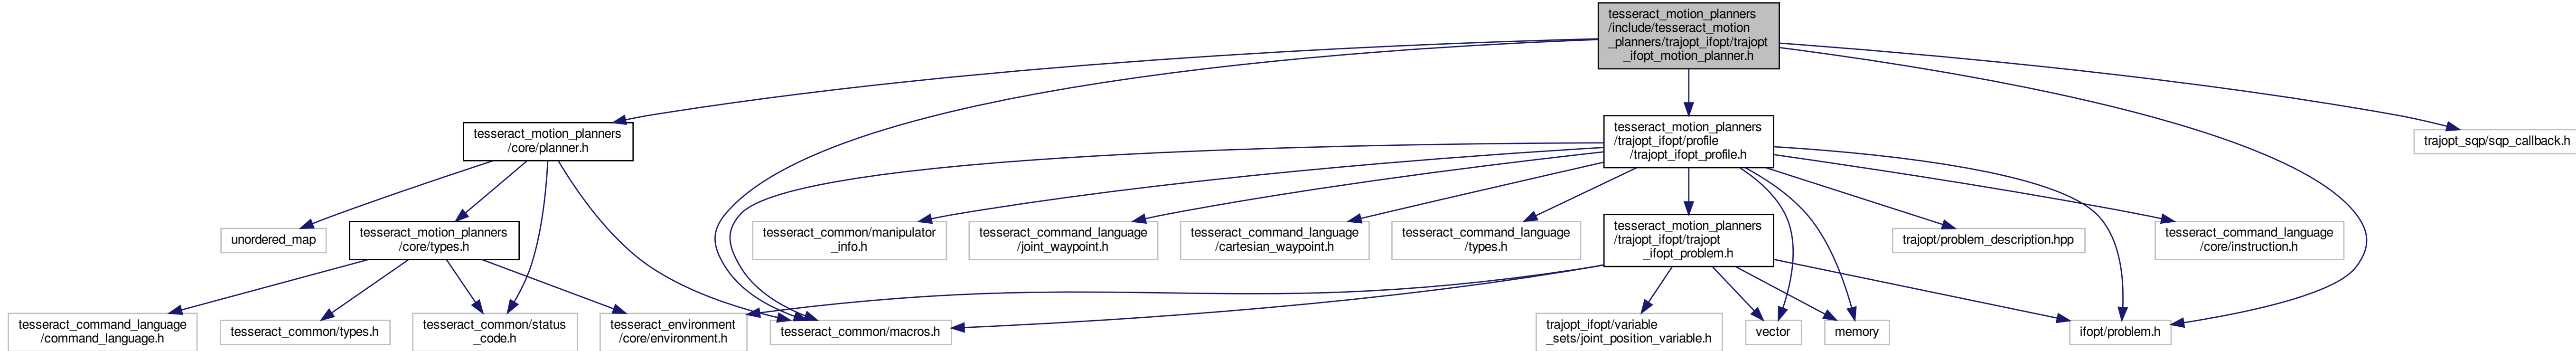 tesseract_motion_planners
/include/tesseract_motion
_planners/trajopt_ifopt/trajopt
_ifopt_motion_planner.h
tesseract_motion_planners
/core/planner.h
tesseract_motion_planners
/trajopt_ifopt/profile
/trajopt_ifopt_profile.h
trajopt_sqp/sqp_callback.h
unordered_map
tesseract_motion_planners
/core/types.h
tesseract_common/manipulator
_info.h
tesseract_command_language
/joint_waypoint.h
tesseract_command_language
/cartesian_waypoint.h
tesseract_command_language
/types.h
tesseract_motion_planners
/trajopt_ifopt/trajopt
_ifopt_problem.h
trajopt/problem_description.hpp
tesseract_command_language
/core/instruction.h
tesseract_command_language
/command_language.h
tesseract_common/types.h
tesseract_common/status
_code.h
tesseract_environment
/core/environment.h
tesseract_common/macros.h
trajopt_ifopt/variable
_sets/joint_position_variable.h
vector
memory
ifopt/problem.h